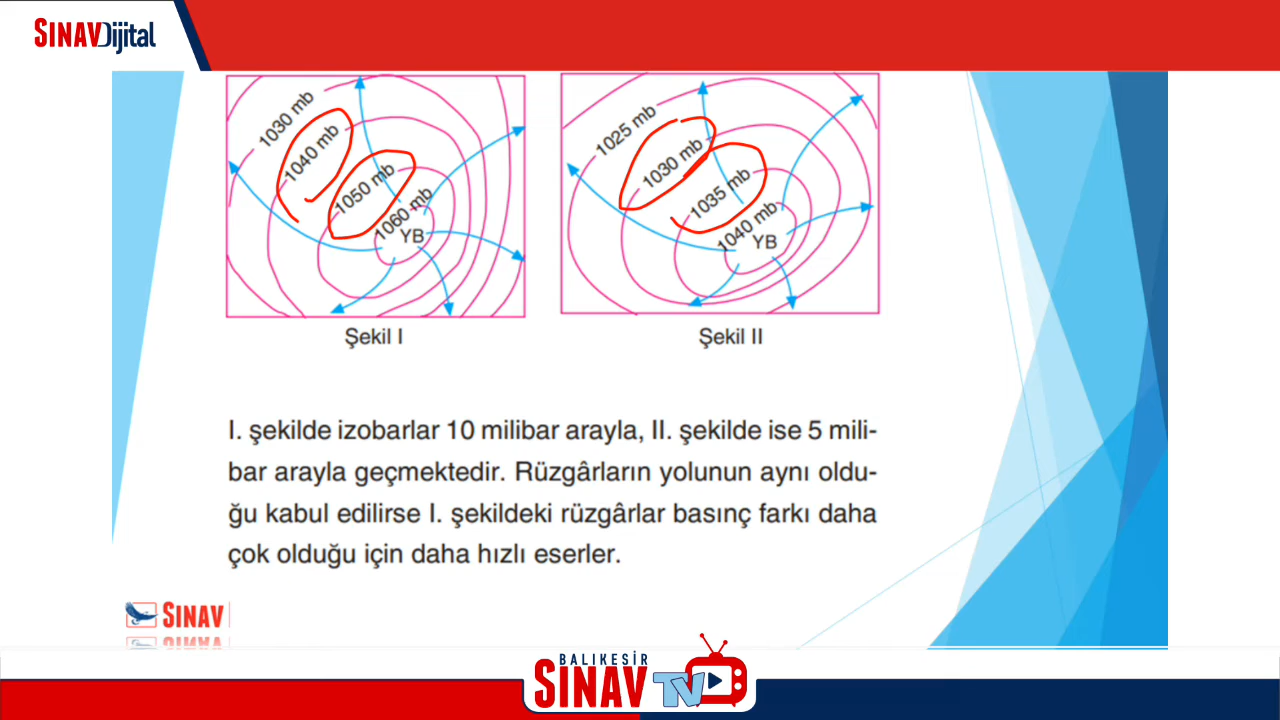 SINAVDijital
1030 mb
1040 mb
1050 mb
1060 mb
YB
1025 mb
1030 mb
1035 mb
1040 mb
YB
Şekil I
Şekil II
I. şekilde izobarlar 10 milibar arayla, II. şekilde ise 5 mili-
bar arayla geçmektedir. Rüzgârların yolunun aynı oldu-
ğu kabul edilirse I. şekildeki rüzgârlar basınç farkı daha
çok olduğu için daha hızlı eserler.
SINAV
BALIKESİR
SINAV TV